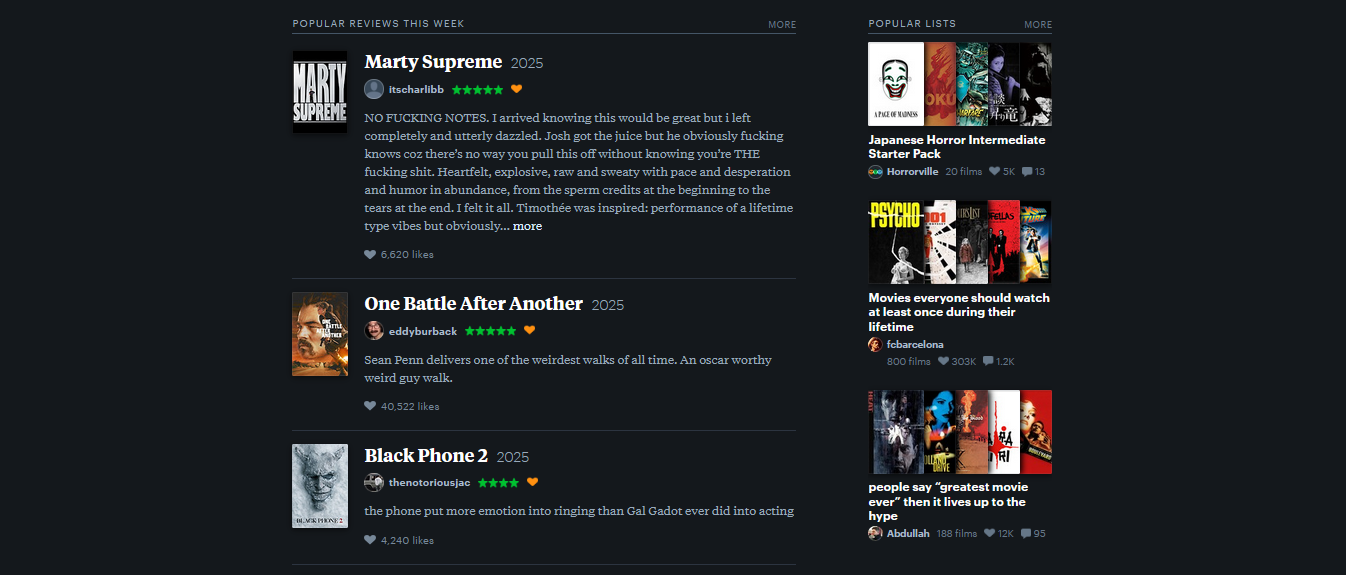 POPULAR REVIEWS THIS WEEK
MORE
MARTY
SUPREME
Marty Supreme 2025
itscharlibb
NO FUCKING NOTES. I arrived knowing this would be great but i left
completely and utterly dazzled. Josh got the juice but he obviously fucking
knows coz there’s no way you pull this off without knowing you’re THE
fucking shit. Heartfelt, explosive, raw and sweaty with pace and desperation
and humor in abundance, from the sperm credits at the beginning to the
tears at the end. I felt it all. Timothée was inspired: performance of a lifetime
type vibes but obviously... more
6,620 likes
ONE
BATTLE
AFTER
ANOTHER
One Battle After Another 2025
eddyburback
Sean Penn delivers one of the weirdest walks of all time. An oscar worthy
weird guy walk.
40,522 likes
BLACK PHONE 2
Black Phone 2 2025
thenotoriousjac
the phone put more emotion into ringing than Gal Gadot ever did into acting
4,240 likes
POPULAR LISTS
MORE
A PAGE OF MADNESS
Japanese Horror Intermediate
Starter Pack
Horrorville 20 films 5K 13
PSYCHO
Movies everyone should watch
at least once during their
lifetime
fcbarcelona
800 films 303K 1.2K
HEAT
people say “greatest movie
ever” then it lives up to the
hype
Abdullah 188 films 12K 95